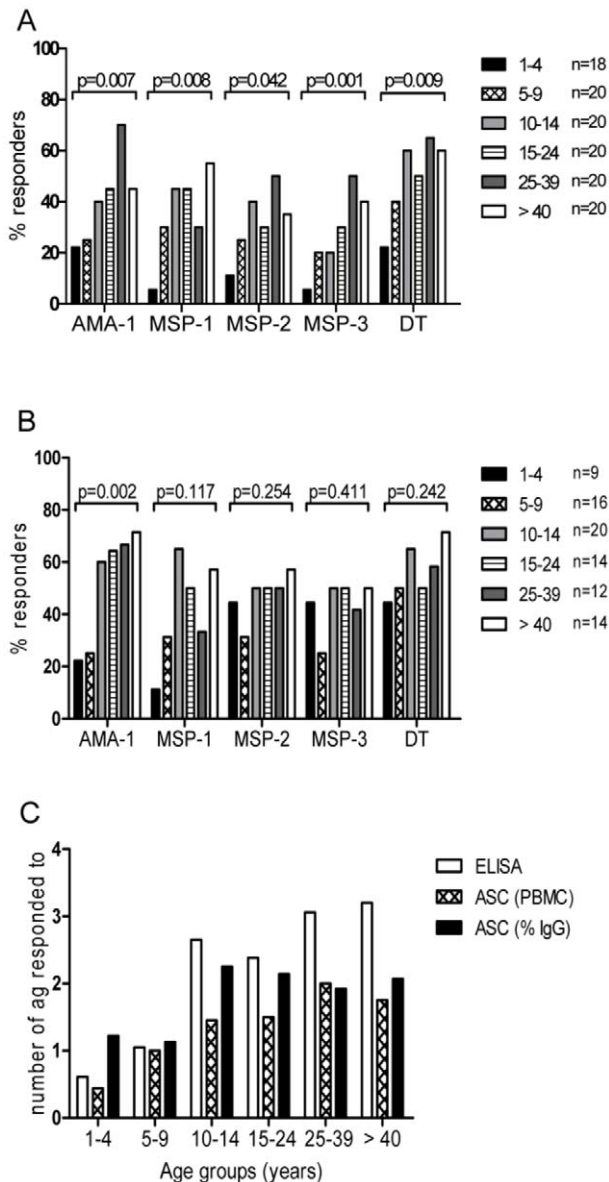 A
p=0.007 p=0.008 p=0.042 p=0.001 p=0.009
100
80
60
40
20
0
% responders
AMA-1 MSP-1 MSP-2 MSP-3 DT
1-4 n=18
5-9 n=20
10-14 n=20
15-24 n=20
25-39 n=20
> 40 n=20
B
p=0.002 p=0.117 p=0.254 p=0.411 p=0.242
100
80
60
40
20
0
% responders
AMA-1 MSP-1 MSP-2 MSP-3 DT
1-4 n=9
5-9 n=16
10-14 n=20
15-24 n=14
25-39 n=12
> 40 n=14
C
4
3
2
1
0
number of ag responded to
1-4 5-9 10-14 15-24 25-39 > 40
Age groups (years)
ELISA
ASC (PBMC)
ASC (% IgG)